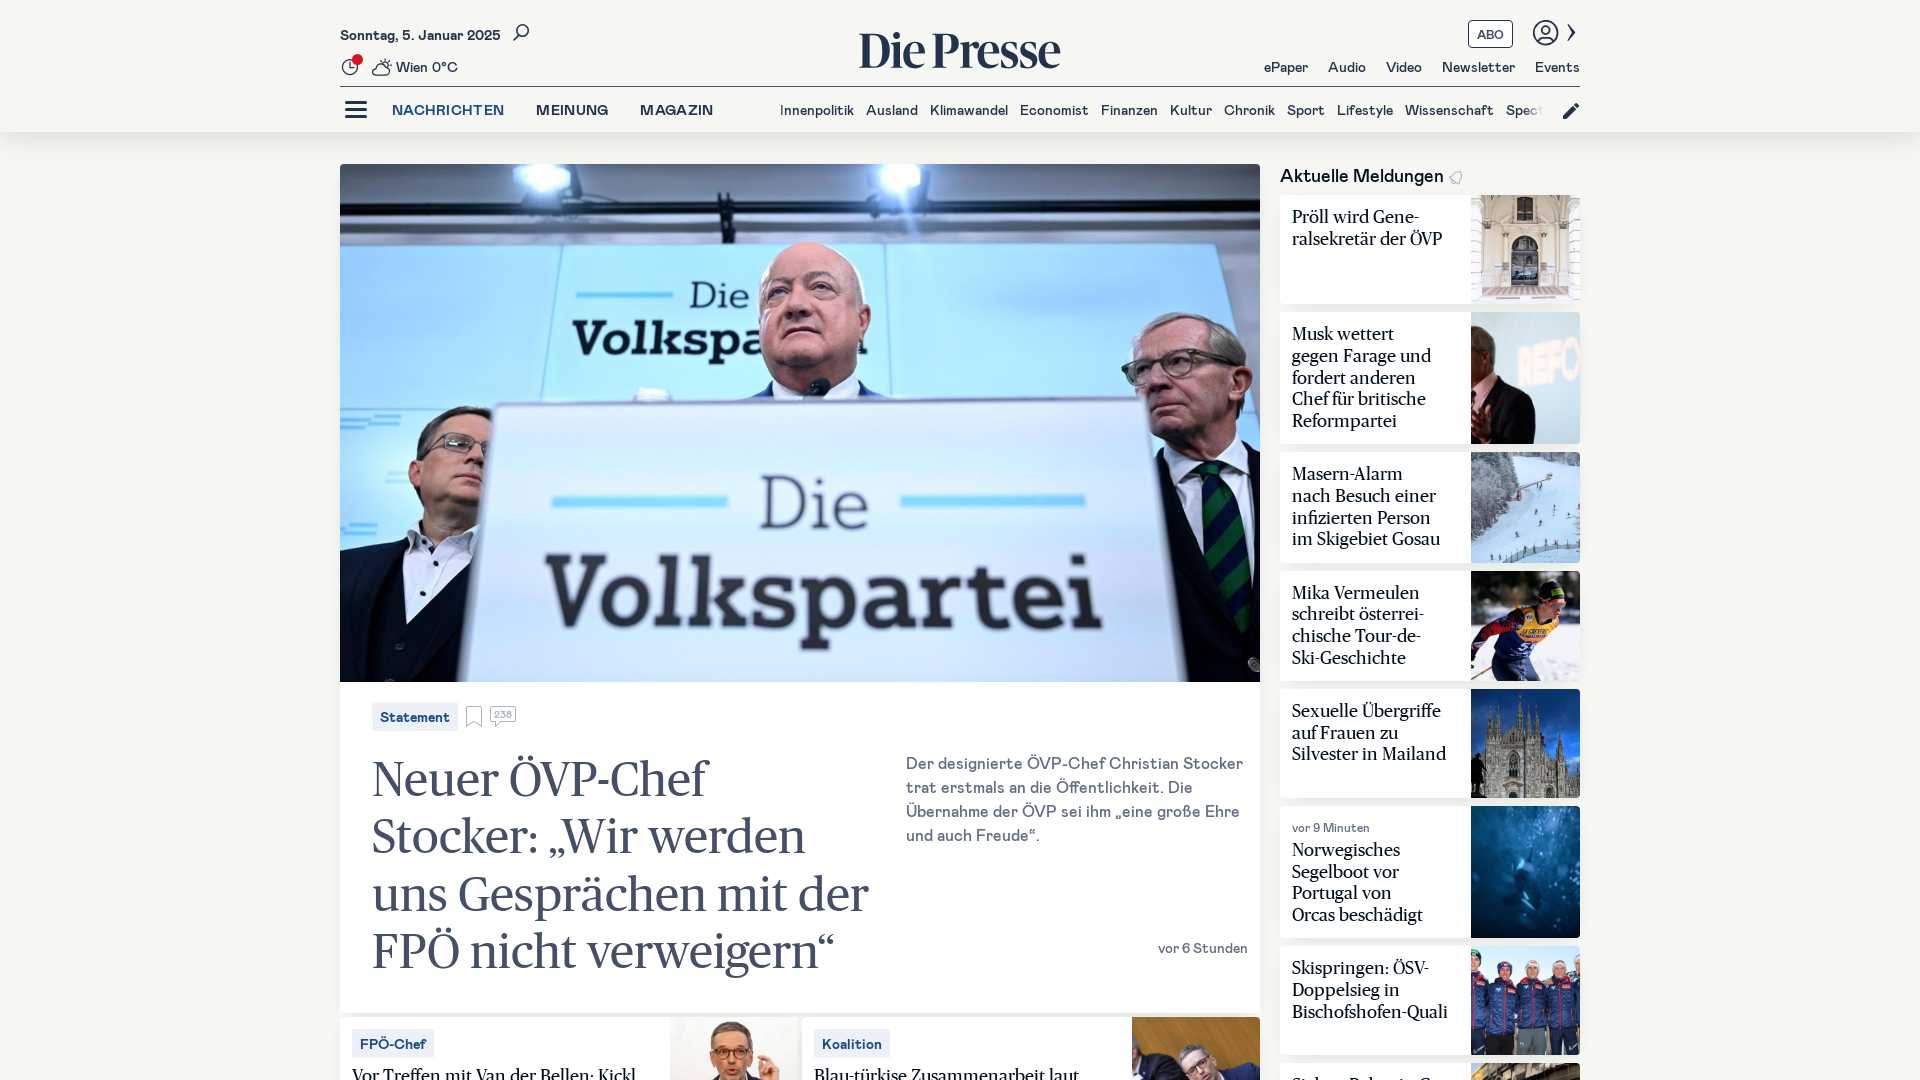 Sonntag, 5. Januar 2025
Die Presse
ABO
Wien 0°C
ePaper Audio Video Newsletter Events
NACHRICHTEN MEINUNG MAGAZIN
Innenpolitik Ausland Klimawandel Economist Finanzen Kultur Chronik Sport Lifestyle Wissenschaft
Die
Volkspartei
Die
Volkspartei
Statement
238
Neuer ÖVP-Chef
Stocker: „Wir werden
uns Gesprächen mit der
FPÖ nicht verweigern“
Der designierte ÖVP-Chef Christian Stocker
trat erstmals an die Öffentlichkeit. Die
Übernahme der ÖVP sei ihm „eine große Ehre
und auch Freude“.
vor 6 Stunden
FPÖ-Chef
Vor Treffen mit Van der Bellen: Kickl
Koalition
Blau-türkise Zusammenarbeit laut
Aktuelle Meldungen
Pröll wird Gene-
ralsekretär der ÖVP
Musk wettert
gegen Farage und
fordert anderen
Chef für britische
Reformpartei
REFO
Masern-Alarm
nach Besuch einer
infizierten Person
im Skigebiet Gosau
Mika Vermeulen
schreibt österrei-
chische Tour-de-
Ski-Geschichte
Sexuelle Übergriffe
auf Frauen zu
Silvester in Mailand
vor 9 Minuten
Norwegisches
Segelboot vor
Portugal von
Orcas beschädigt
Skispringen: ÖSV-
Doppelsieg in
Bischofshofen-Quali